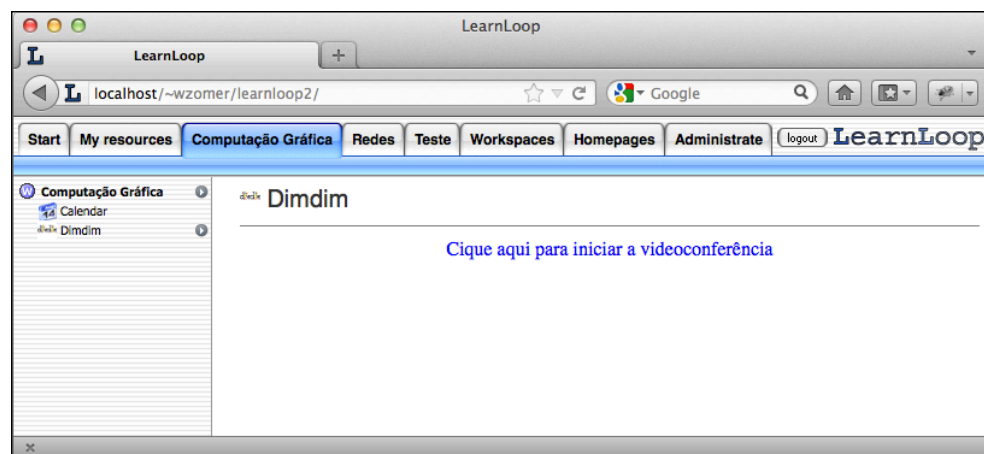 LearnLoop
LearnLoop
localhost/~wzomer/learnloop2/
Google
Start My resources Computação Gráfica Redes Teste Workspaces Homepages Administrate logout LearnLoop
Computação Gráfica
Calendar
Dimdim
Dimdim
Cique aqui para iniciar a videoconferência